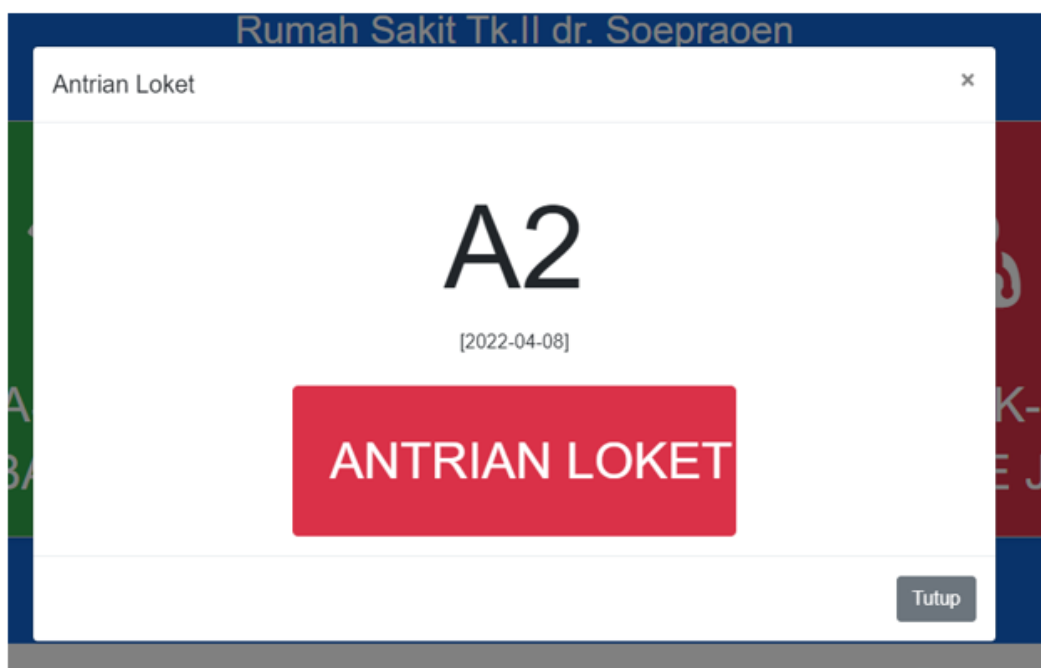 Rumah Sakit Tk.II dr. Soepraoen
Antrian Loket
×
A2
[2022-04-08]
ANTRIAN LOKET
Tutup